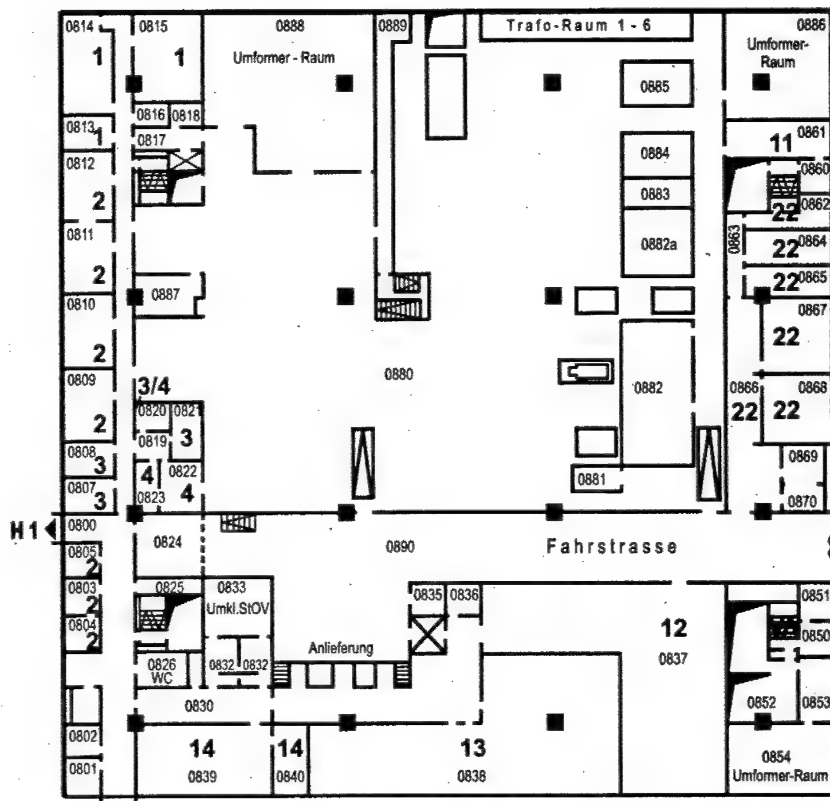 0814 0815 0888 0889 Trafo-Raum 1 - 6 0886
1 1 Umformer - Raum Umformer-
Raum
0885
0816 0818
0813 0861
1 0817 11
0812 0884 0860
2 0883 0862
22
0811 0863 0864
0882a 22
2 0865
0887 22
0810 0867
2 22
3/4 0880
0809 0820 0821 0882 0866 0868
2 0819 3 22 22
0808
3 4 0822 0869
0807 0881
3 0823 4 0870
H 1 0800
0824 0890 Fahrstrasse
0805
2
0803 0825 0833 0835 0836 0851
2 Umkl.StOV
0804 12 0850
2 Anlieferung 0837
0826 0832 0832
WC
0830 0852 0853
0802 14 14 13 0854
0801 0839 0840 0838 Umformer-Raum